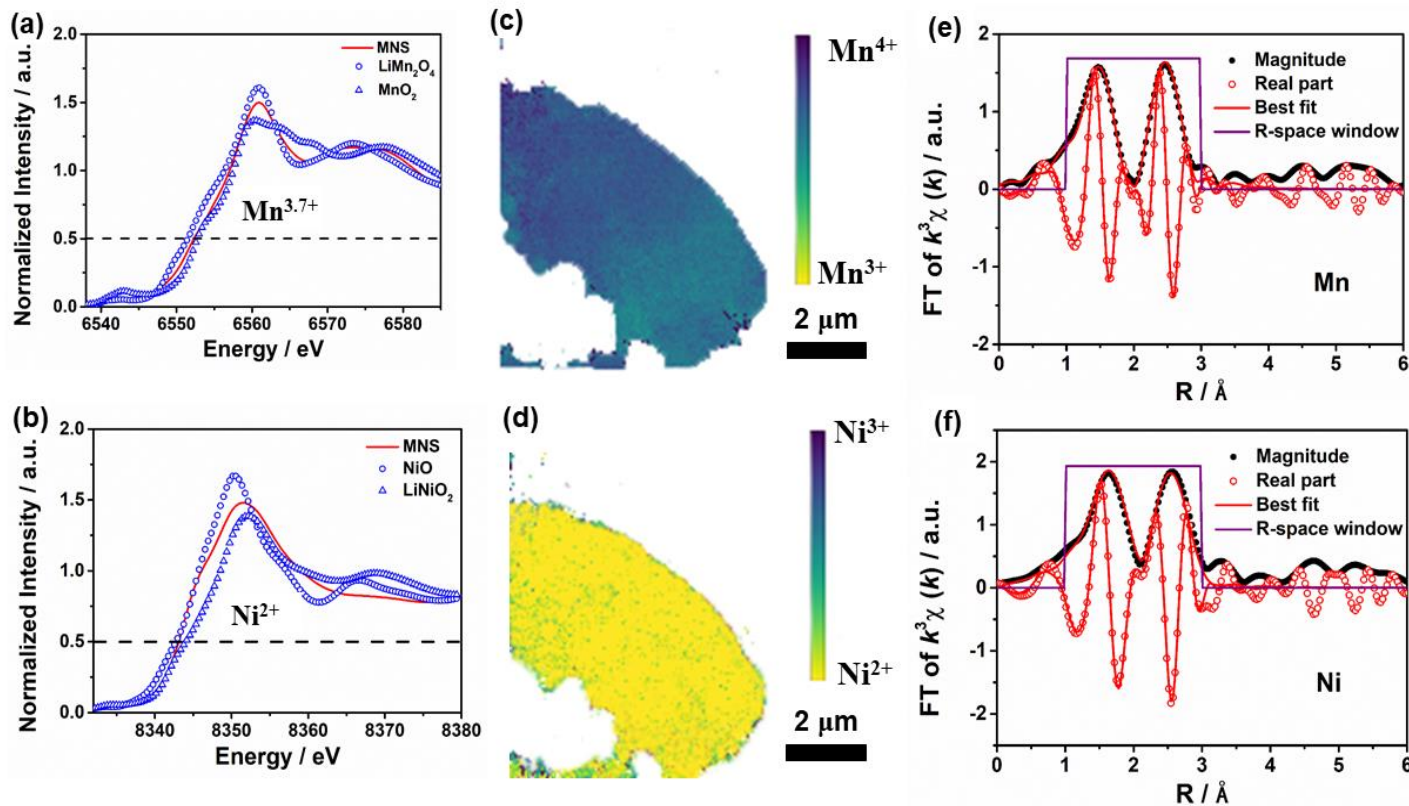 (a)
2.0
1.5
1.0
0.5
0.0
Normalized Intensity / a.u.
MNS
LiMn₂O₄
MnO₂
Mn³·⁷⁺
6540 6550 6560 6570 6580
Energy / eV
(c)
Mn⁴⁺
Mn³⁺
2 μm
(e)
2
1
0
-1
-2
FT of k³χ (k) / a.u.
Magnitude
Real part
Best fit
R-space window
Mn
0 1 2 3 4 5 6
R / Å
(b)
2.0
1.5
1.0
0.5
0.0
Normalized Intensity / a.u.
MNS
NiO
LiNiO₂
Ni²⁺
8340 8350 8360 8370 8380
Energy / eV
(d)
Ni³⁺
Ni²⁺
2 μm
(f)
2
1
0
-1
-2
FT of k³χ (k) / a.u.
Magnitude
Real part
Best fit
R-space window
Ni
0 1 2 3 4 5 6
R / Å